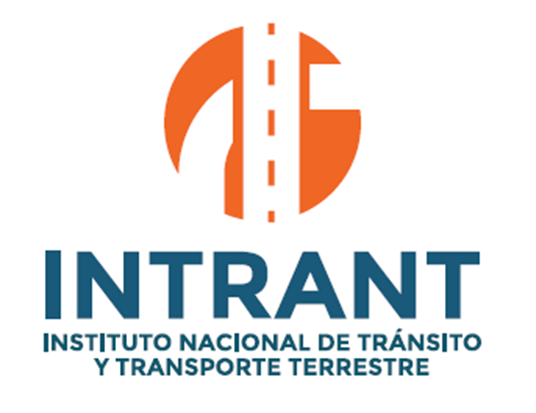 INTRANT
INSTITUTO NACIONAL DE TRÁNSITO
Y TRANSPORTE TERRESTRE